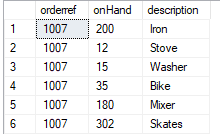 orderref onHand description
1 1007 200 Iron
2 1007 12 Stove
3 1007 15 Washer
4 1007 35 Bike
5 1007 180 Mixer
6 1007 302 Skates